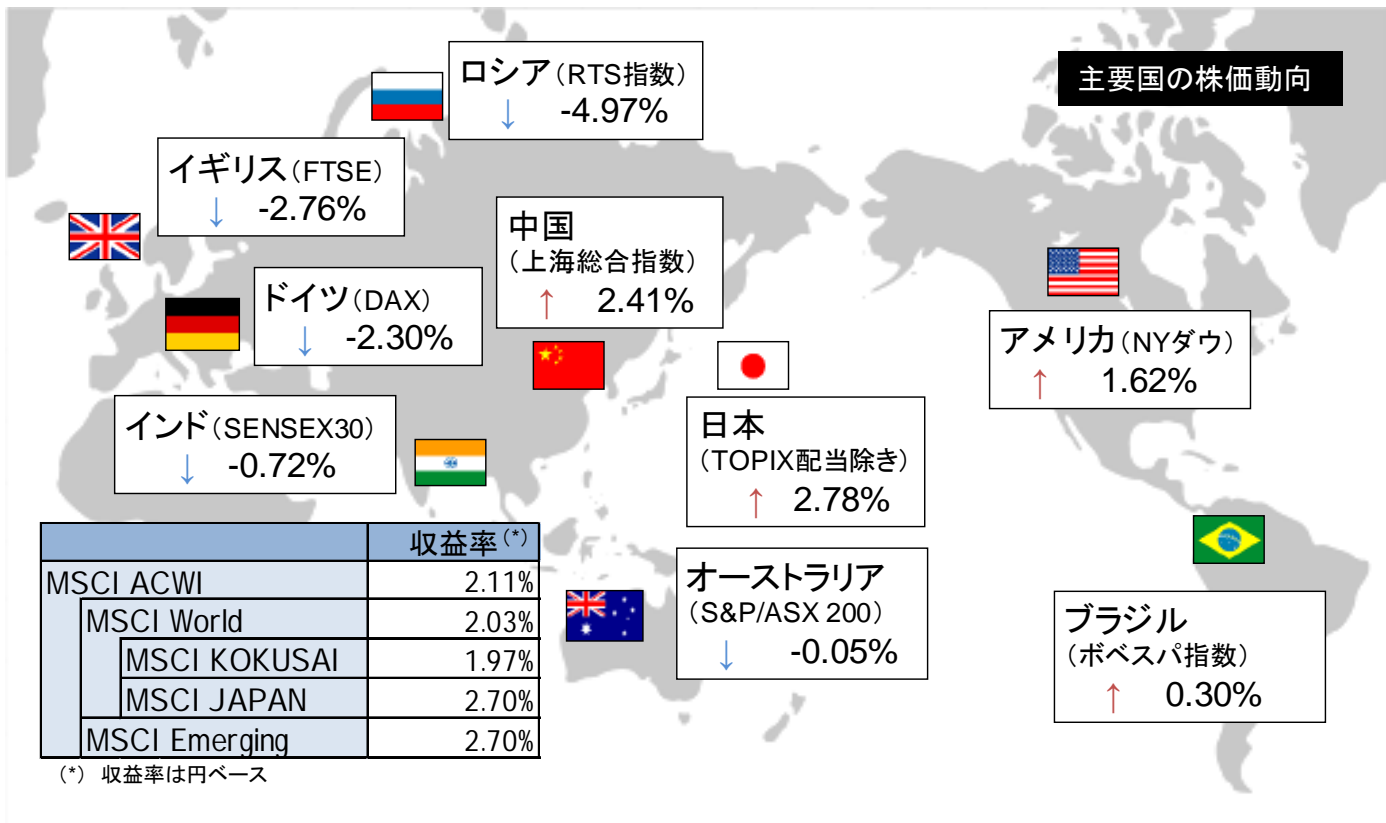 主要国の株価動向
ロシア(RTS指数)
↓ -4.97%
イギリス(FTSE)
↓ -2.76%
中国
(上海総合指数)
↑ 2.41%
ドイツ(DAX)
↓ -2.30%
アメリカ(NYダウ)
↑ 1.62%
インド(SENSEX30)
↓ -0.72%
日本
(TOPIX配当除き)
↑ 2.78%
オーストラリア
(S&P/ASX 200)
↓ -0.05%
ブラジル
(ボベスパ指数)
↑ 0.30%
収益率(*)
MSCI ACWI 2.11%
MSCI World 2.03%
MSCI KOKUSAI 1.97%
MSCI JAPAN 2.70%
MSCI Emerging 2.70%
(*) 収益率は円ベース